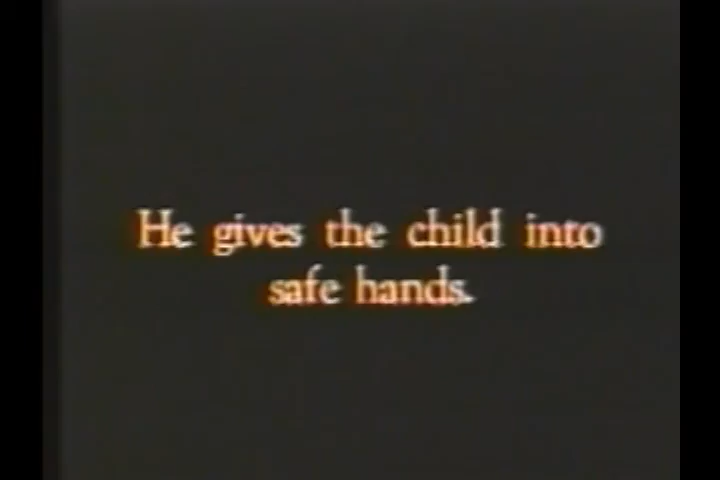 He gives the child into
safe hands.